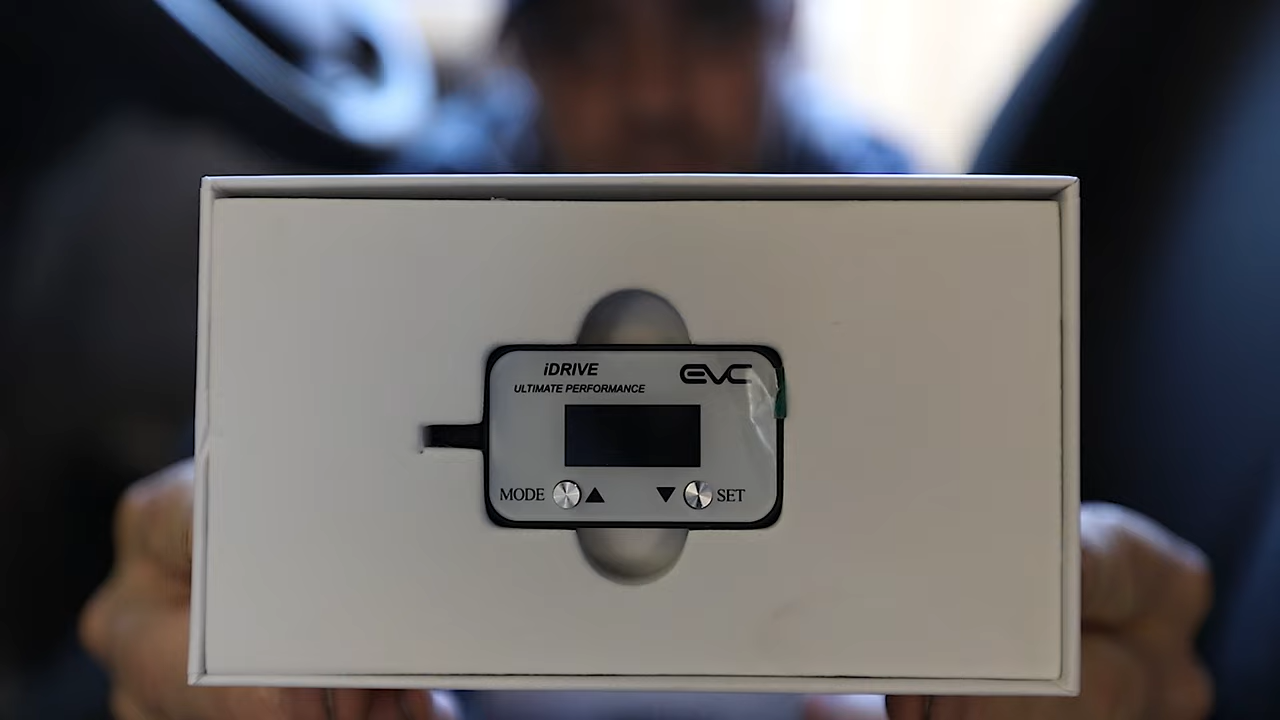 iDRIVE
EVC
ULTIMATE PERFORMANCE
MODE ▲ ▼ SET